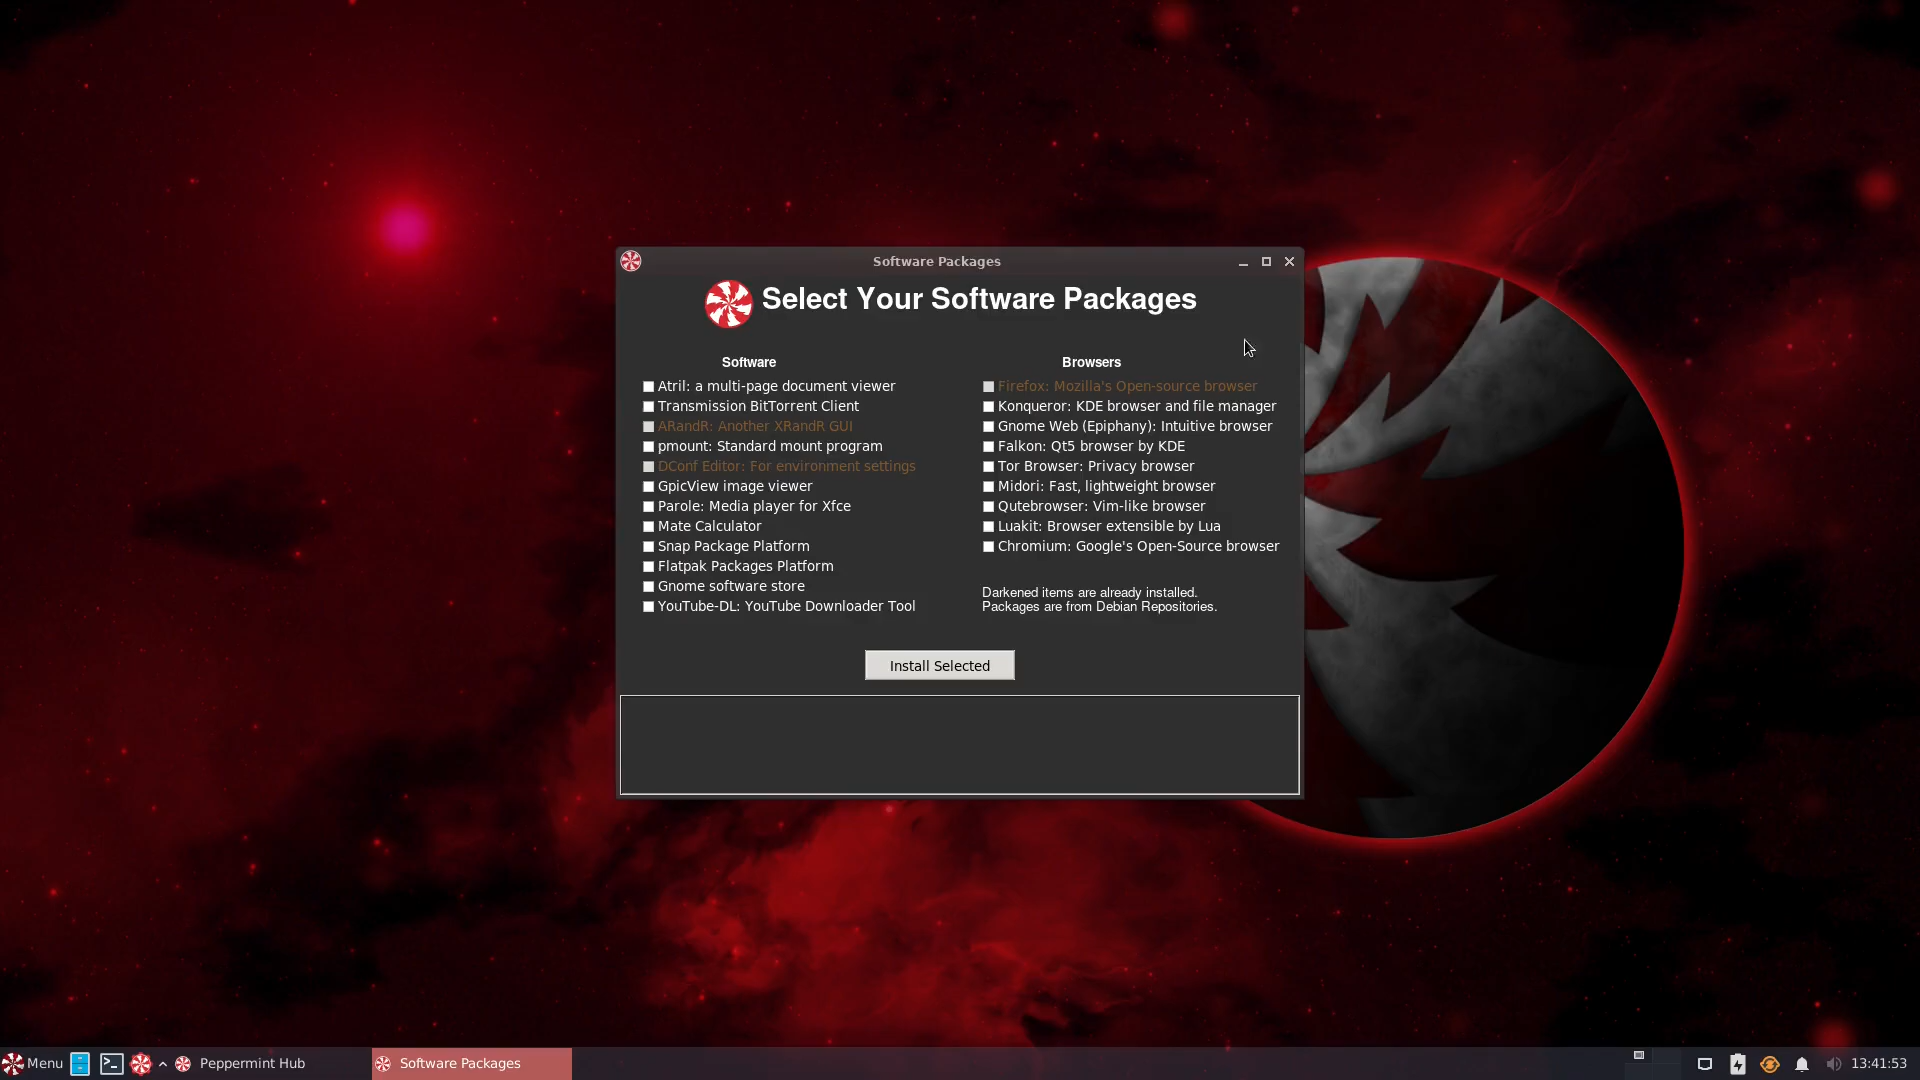 Software Packages
Select Your Software Packages
Software
Atril: a multi-page document viewer
Transmission BitTorrent Client
ARandR: Another XRandR GUI
pmount: Standard mount program
DConf Editor: For environment settings
GpicView image viewer
Parole: Media player for Xfce
Mate Calculator
Snap Package Platform
Flatpak Packages Platform
Gnome software store
YouTube-DL: YouTube Downloader Tool
Browsers
Firefox: Mozilla's Open-source browser
Konqueror: KDE browser and file manager
Gnome Web (Epiphany): Intuitive browser
Falkon: Qt5 browser by KDE
Tor Browser: Privacy browser
Midori: Fast, lightweight browser
Qutebrowser: Vim-like browser
Luakit: Browser extensible by Lua
Chromium: Google's Open-Source browser
Darkened items are already installed.
Packages are from Debian Repositories.
Install Selected
Menu
Peppermint Hub
Software Packages
13:41:53